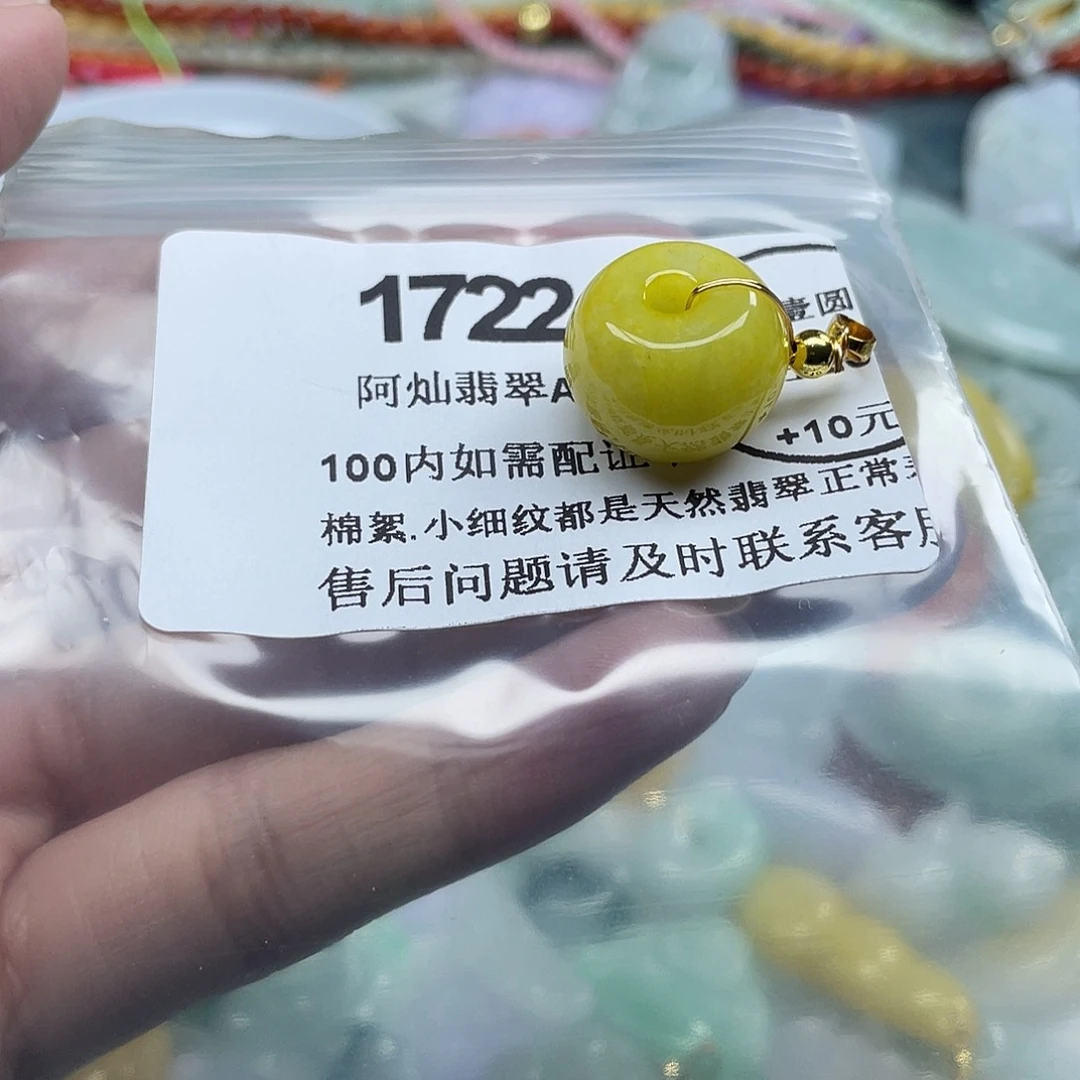 1722
壹圆
阿灿翡翠A
+10元
100内如需配证
棉絮.小细纹都是天然翡翠正常
售后问题请及时联系客服